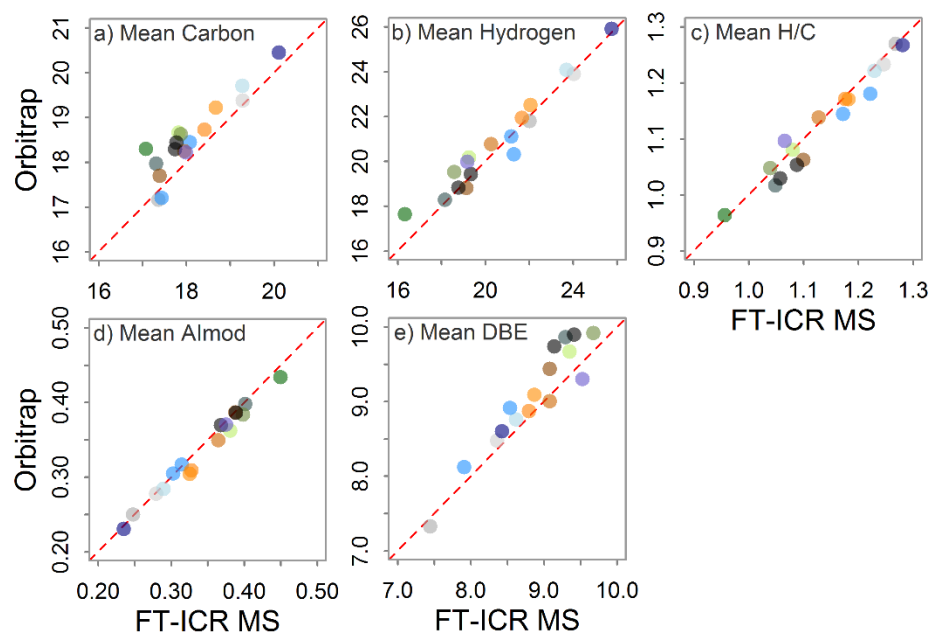 a) Mean Carbon
b) Mean Hydrogen
c) Mean H/C
Orbitrap
21
20
19
18
17
16
26
24
22
20
18
16
1.3
1.2
1.1
1.0
0.9
16 18 20
16 18 20 22 24
0.9 1.0 1.1 1.2 1.3
FT-ICR MS
d) Mean AImod
e) Mean DBE
Orbitrap
0.50
0.40
0.30
0.20
10.0
9.0
8.0
7.0
0.20 0.30 0.40 0.50
7.0 8.0 9.0 10.0
FT-ICR MS
FT-ICR MS